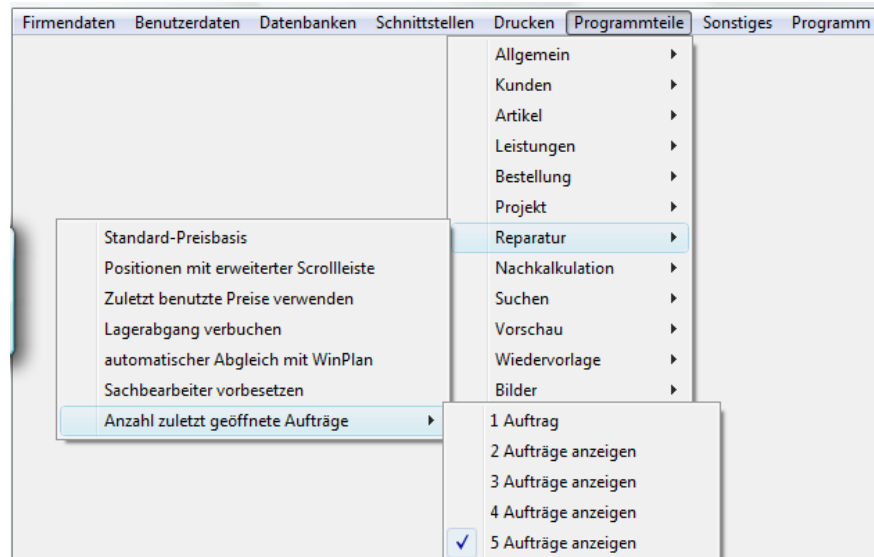 Firmendaten Benutzerdaten Datenbanken Schnittstellen Drucken Programmteile Sonstiges Programm
Allgemein
Kunden
Artikel
Leistungen
Bestellung
Projekt
Reparatur
Nachkalkulation
Suchen
Vorschau
Wiedervorlage
Bilder
Standard-Preisbasis
Positionen mit erweiterter Scrollleiste
Zuletzt benutzte Preise verwenden
Lagerabgang verbuchen
automatischer Abgleich mit WinPlan
Sachbearbeiter vorbesetzen
Anzahl zuletzt geöffnete Aufträge
1 Auftrag
2 Aufträge anzeigen
3 Aufträge anzeigen
4 Aufträge anzeigen
5 Aufträge anzeigen